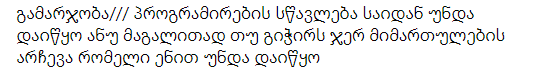 გამარჯობა/// პროგრამირების სწავლება საიდან უნდა
დაიწყო ანუ მაგალითად თუ გიჭირს ჯერ მიმართულების
არჩევა რომელი ენით უნდა დაიწყო